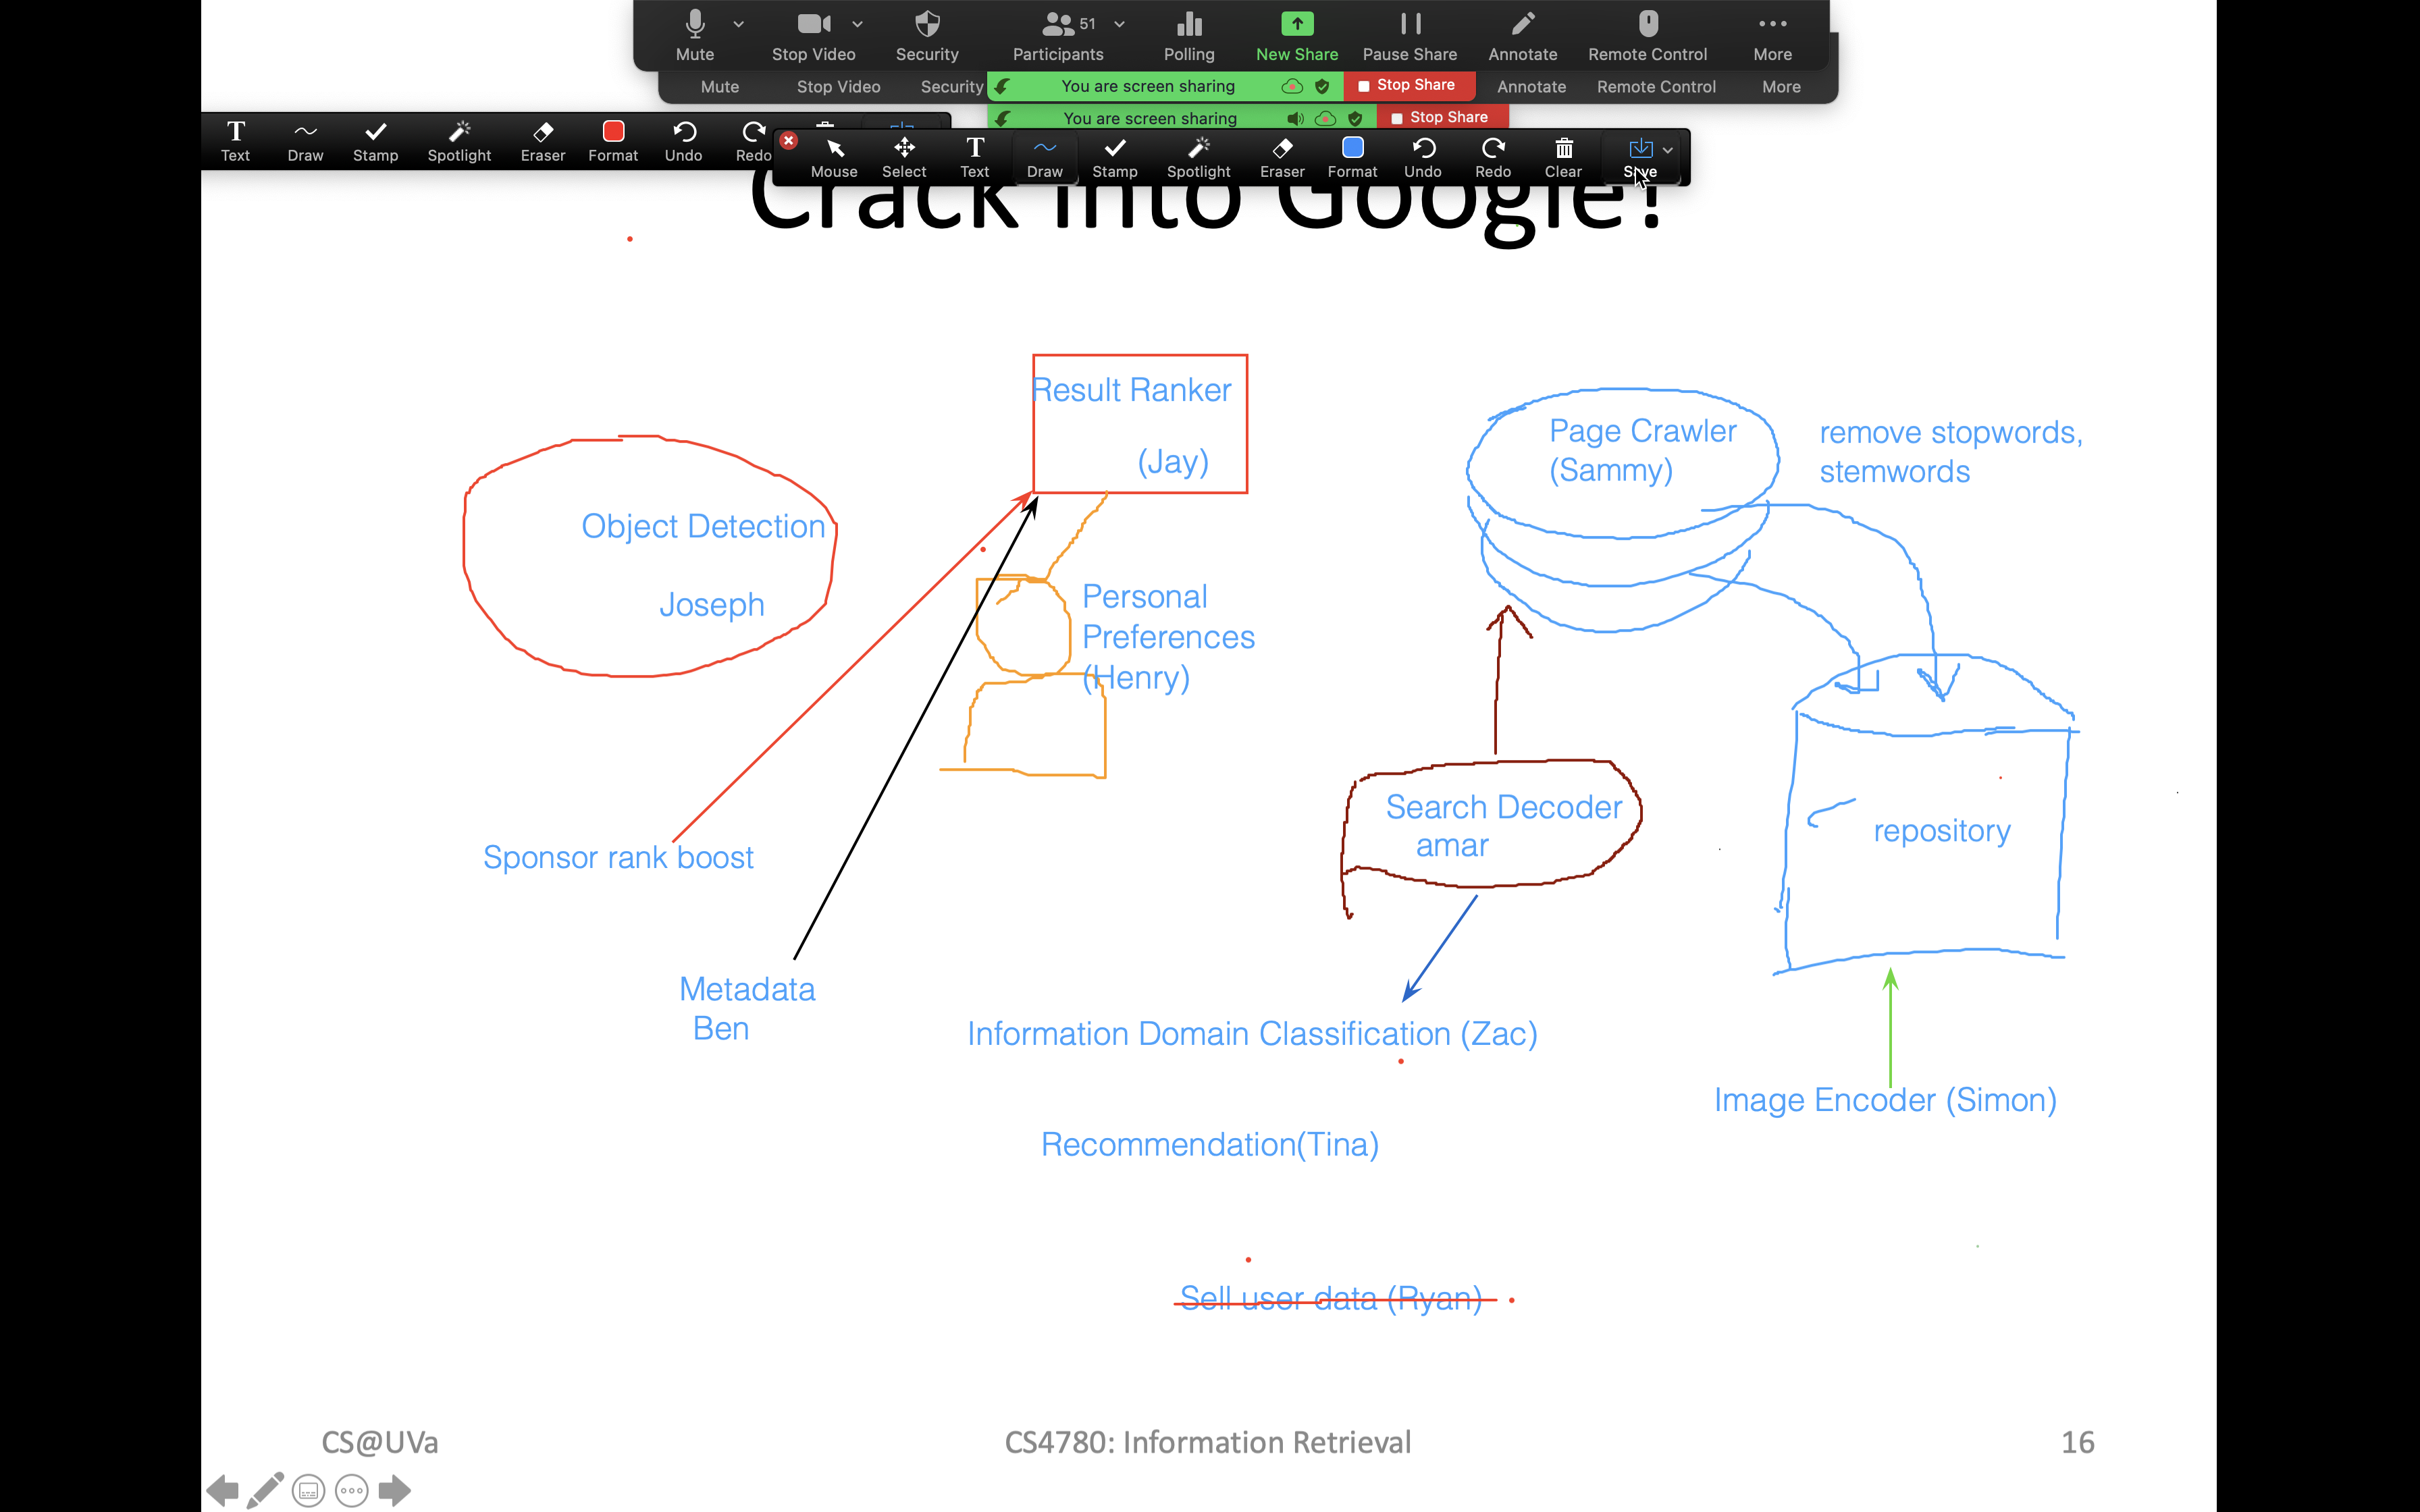 Mute
Stop Video
Security
Participants
51
Polling
New Share
Pause Share
Annotate
Remote Control
More
Mute
Stop Video
Security
You are screen sharing
Stop Share
Annotate
Remote Control
More
You are screen sharing
Stop Share
Text
Draw
Stamp
Spotlight
Eraser
Format
Undo
Redo
Mouse
Select
Text
Draw
Stamp
Spotlight
Eraser
Format
Undo
Redo
Clear
Save
Crack into Google!
Result Ranker
(Jay)
Page Crawler
(Sammy)
remove stopwords,
stemwords
Object Detection
Joseph
Personal
Preferences
(Henry)
Search Decoder
amar
repository
Sponsor rank boost
Metadata
Ben
Information Domain Classification (Zac)
Image Encoder (Simon)
Recommendation(Tina)
Sell user data (Ryan)
CS@UVa
CS4780: Information Retrieval
16